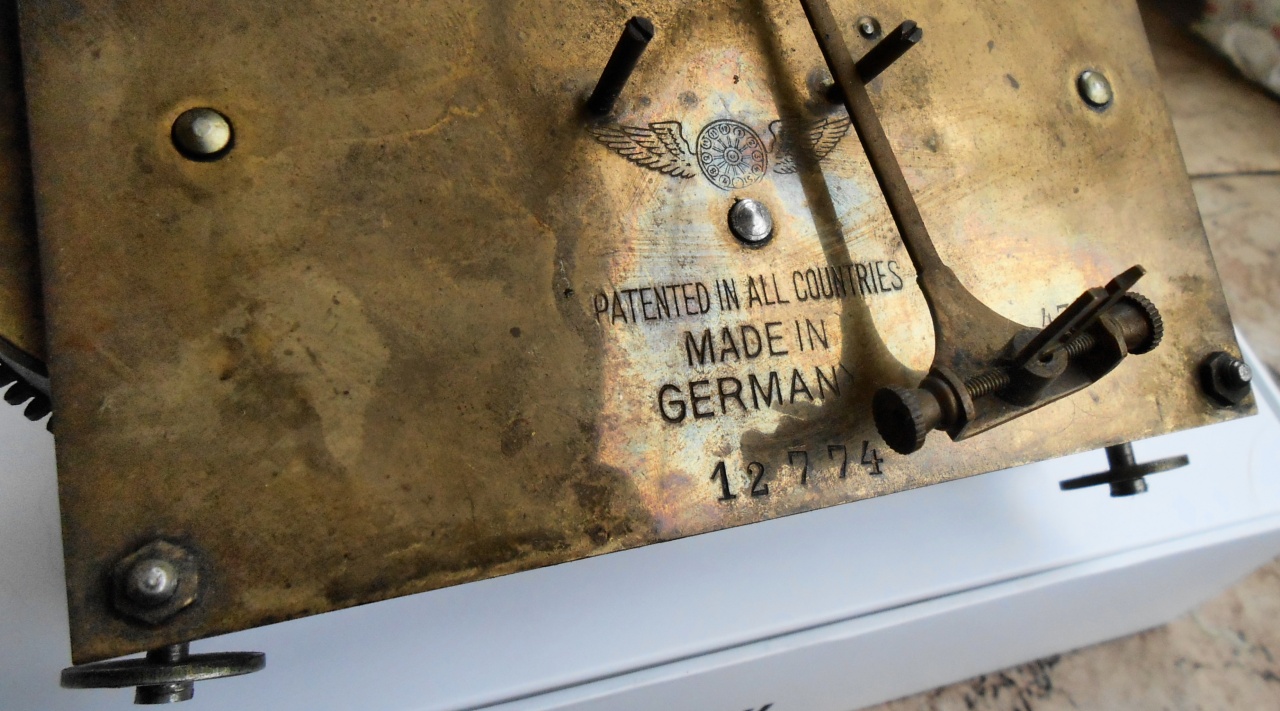 PATENTED IN ALL COUNTRIES
MADE IN
GERMANY
12774